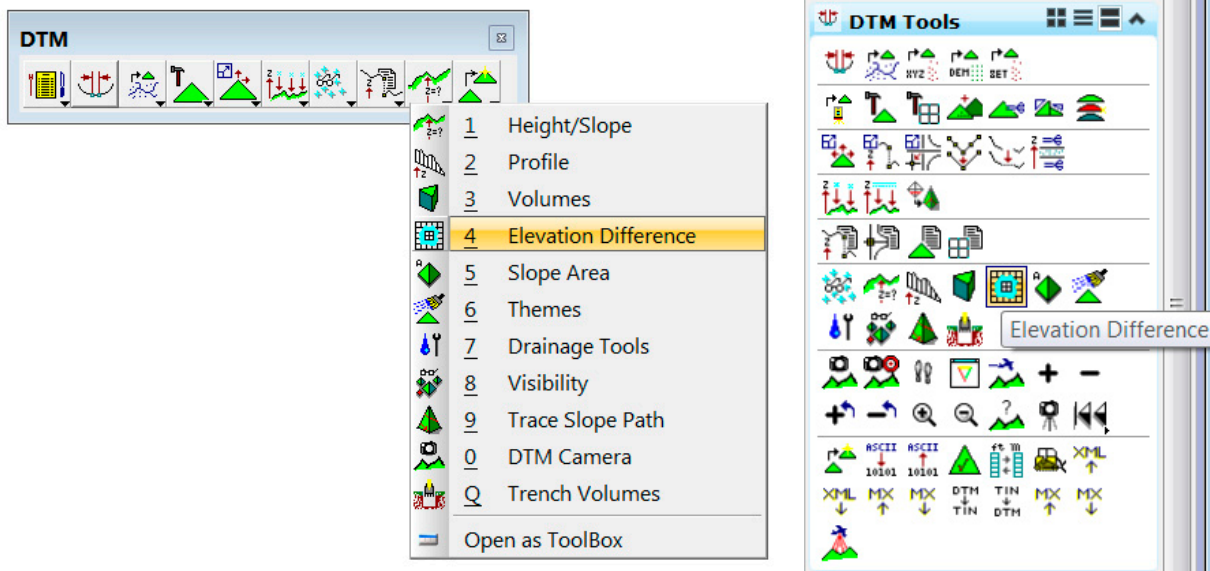 DTM
1 Height/Slope
2 Profile
3 Volumes
4 Elevation Difference
5 Slope Area
6 Themes
7 Drainage Tools
8 Visibility
9 Trace Slope Path
0 DTM Camera
Q Trench Volumes
Open as ToolBox
DTM Tools
XYZ DEM SET
Elevation Difference
ASCII ASCII ft m XML
10101 10101
XML MX MX DTM TIN MX MX
TIN DTM